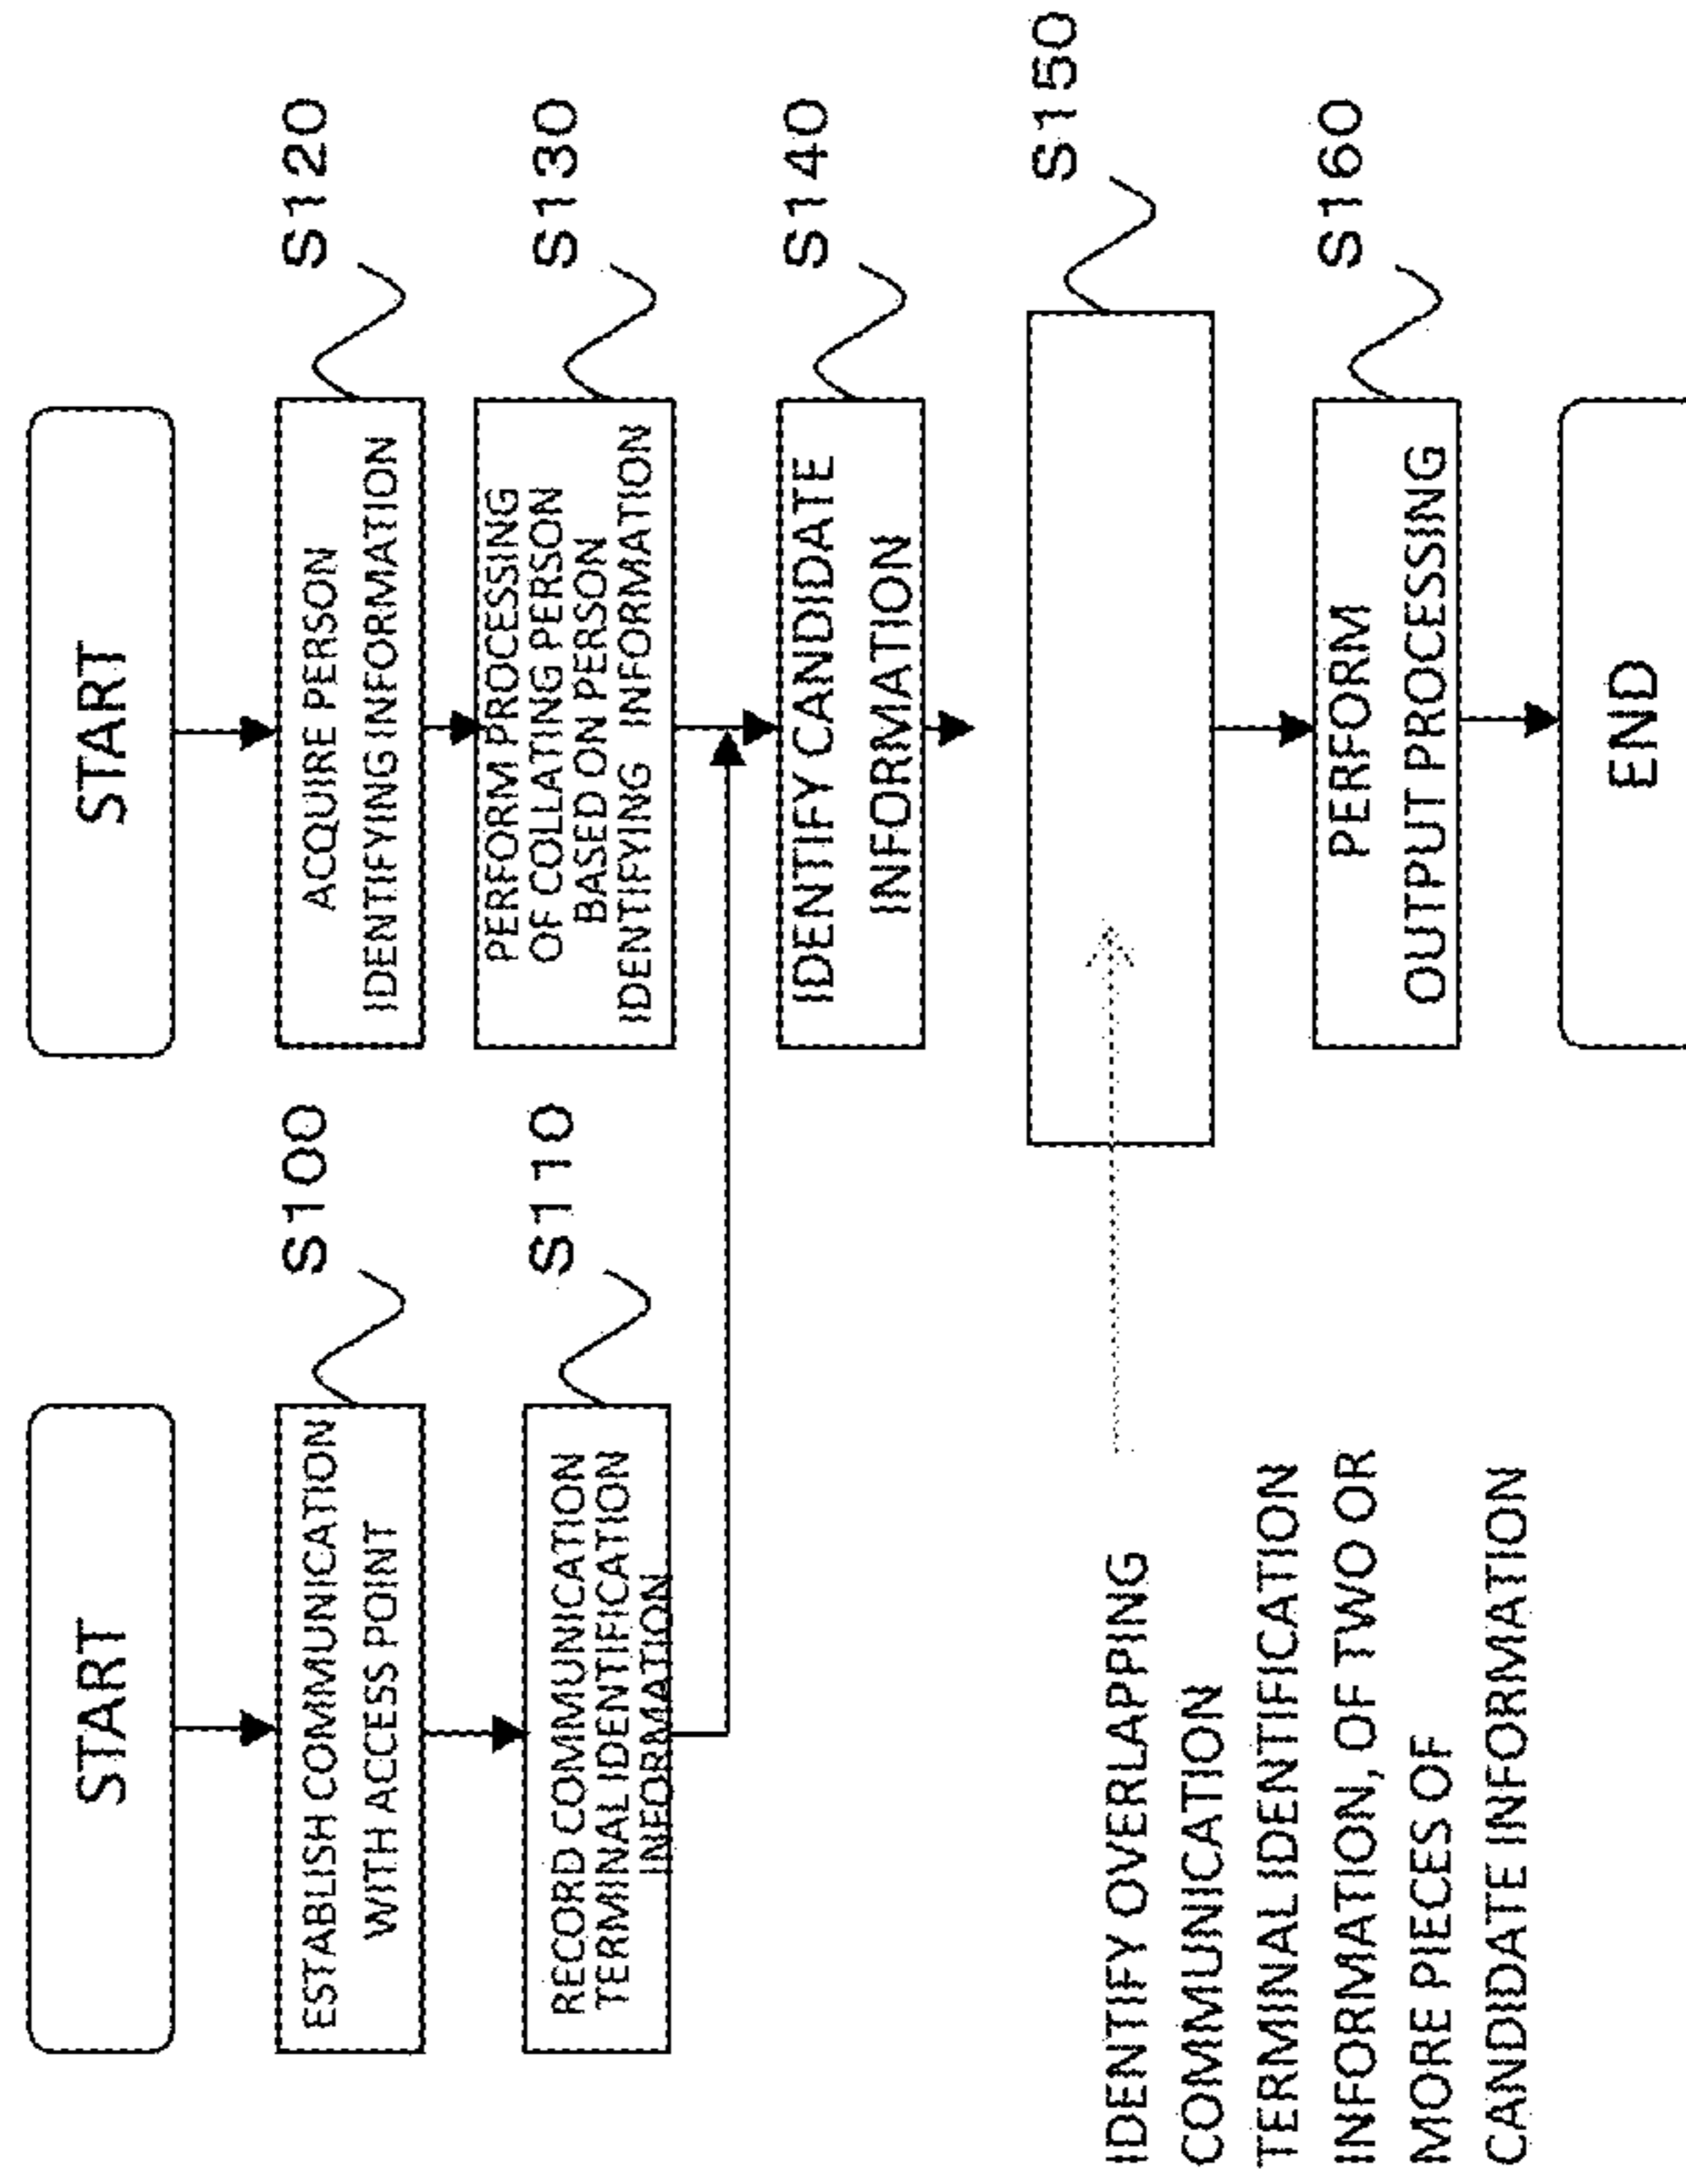 START
ESTABLISH COMMUNICATION
WITH ACCESS POINT
S100
RECORD COMMUNICATION
TERMINAL IDENTIFICATION
INFORMATION
S110
START
ACQUIRE PERSON
IDENTIFYING INFORMATION
S120
PERFORM PROCESSING
OF COLLATING PERSON
BASED ON PERSON
IDENTIFYING INFORMATION
S130
IDENTIFY CANDIDATE
INFORMATION
S140
IDENTIFY OVERLAPPING
COMMUNICATION
TERMINAL IDENTIFICATION
INFORMATION, OF TWO OR
MORE PIECES OF
CANDIDATE INFORMATION
S150
PERFORM
OUTPUT PROCESSING
S160
END